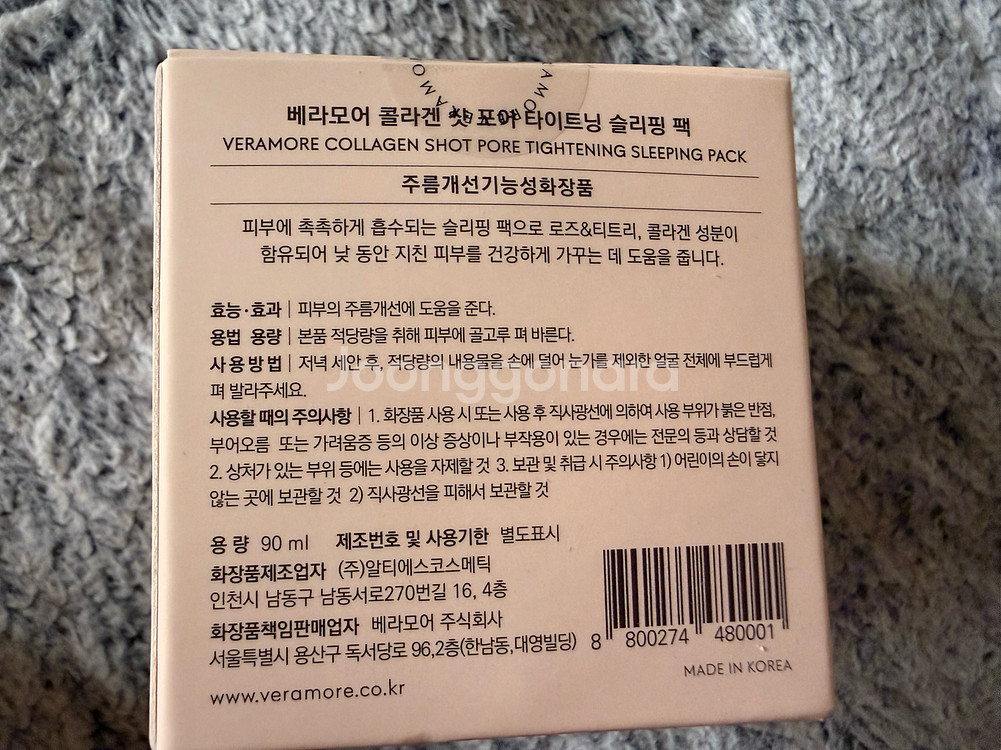 베라모어 콜라겐 샷 포어 타이트닝 슬리핑 팩
VERAMORE COLLAGEN SHOT PORE TIGHTENING SLEEPING PACK
주름개선기능성화장품
피부에 촉촉하게 흡수되는 슬리핑 팩으로 로즈&티트리, 콜라겐 성분이
함유되어 낮 동안 지친 피부를 건강하게 가꾸는 데 도움을 줍니다.
효능·효과 | 피부의 주름개선에 도움을 준다.
용법 용량 | 본품 적당량을 취해 피부에 골고루 펴 바른다.
사용방법 | 저녁 세안 후, 적당량의 내용물을 손에 덜어 눈가를 제외한 얼굴 전체에 부드럽게
펴 발라주세요.
Joonggonara
사용할 때의 주의사항 | 1. 화장품 사용 시 또는 사용 후 직사광선에 의하여 사용 부위가 붉은 반점,
부어오름 또는 가려움증 등의 이상 증상이나 부작용이 있는 경우에는 전문의 등과 상담할 것
2. 상처가 있는 부위 등에는 사용을 자제할 것 3. 보관 및 취급 시 주의사항 1) 어린이의 손이 닿지
않는 곳에 보관할 것 2) 직사광선을 피해서 보관할 것
용 량 90 ml 제조번호 및 사용기한 별도표시
화장품제조업자 (주)알티에스코스메틱
인천시 남동구 남동서로270번길 16, 4층
화장품책임판매업자 베라모어 주식회사
서울특별시 용산구 독서당로 96,2층(한남동,대영빌딩)
8 800274 480001
MADE IN KOREA
www.veramore.co.kr